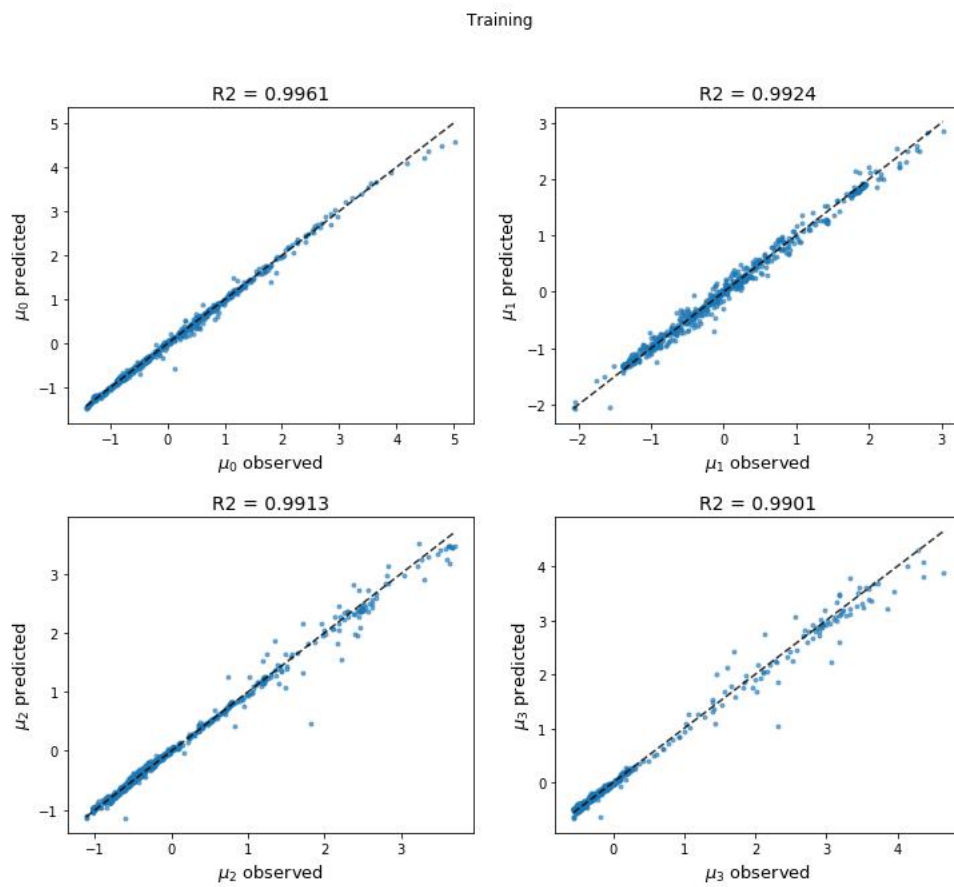 Training
R2 = 0.9961
5
4
3
2
1
0
−1
μ0 predicted
−1 0 1 2 3 4 5
μ0 observed
R2 = 0.9924
3
2
1
0
−1
−2
μ1 predicted
−2 −1 0 1 2 3
μ1 observed
R2 = 0.9913
3
2
1
0
−1
μ2 predicted
−1 0 1 2 3
μ2 observed
R2 = 0.9901
4
3
2
1
0
μ3 predicted
0 1 2 3 4
μ3 observed